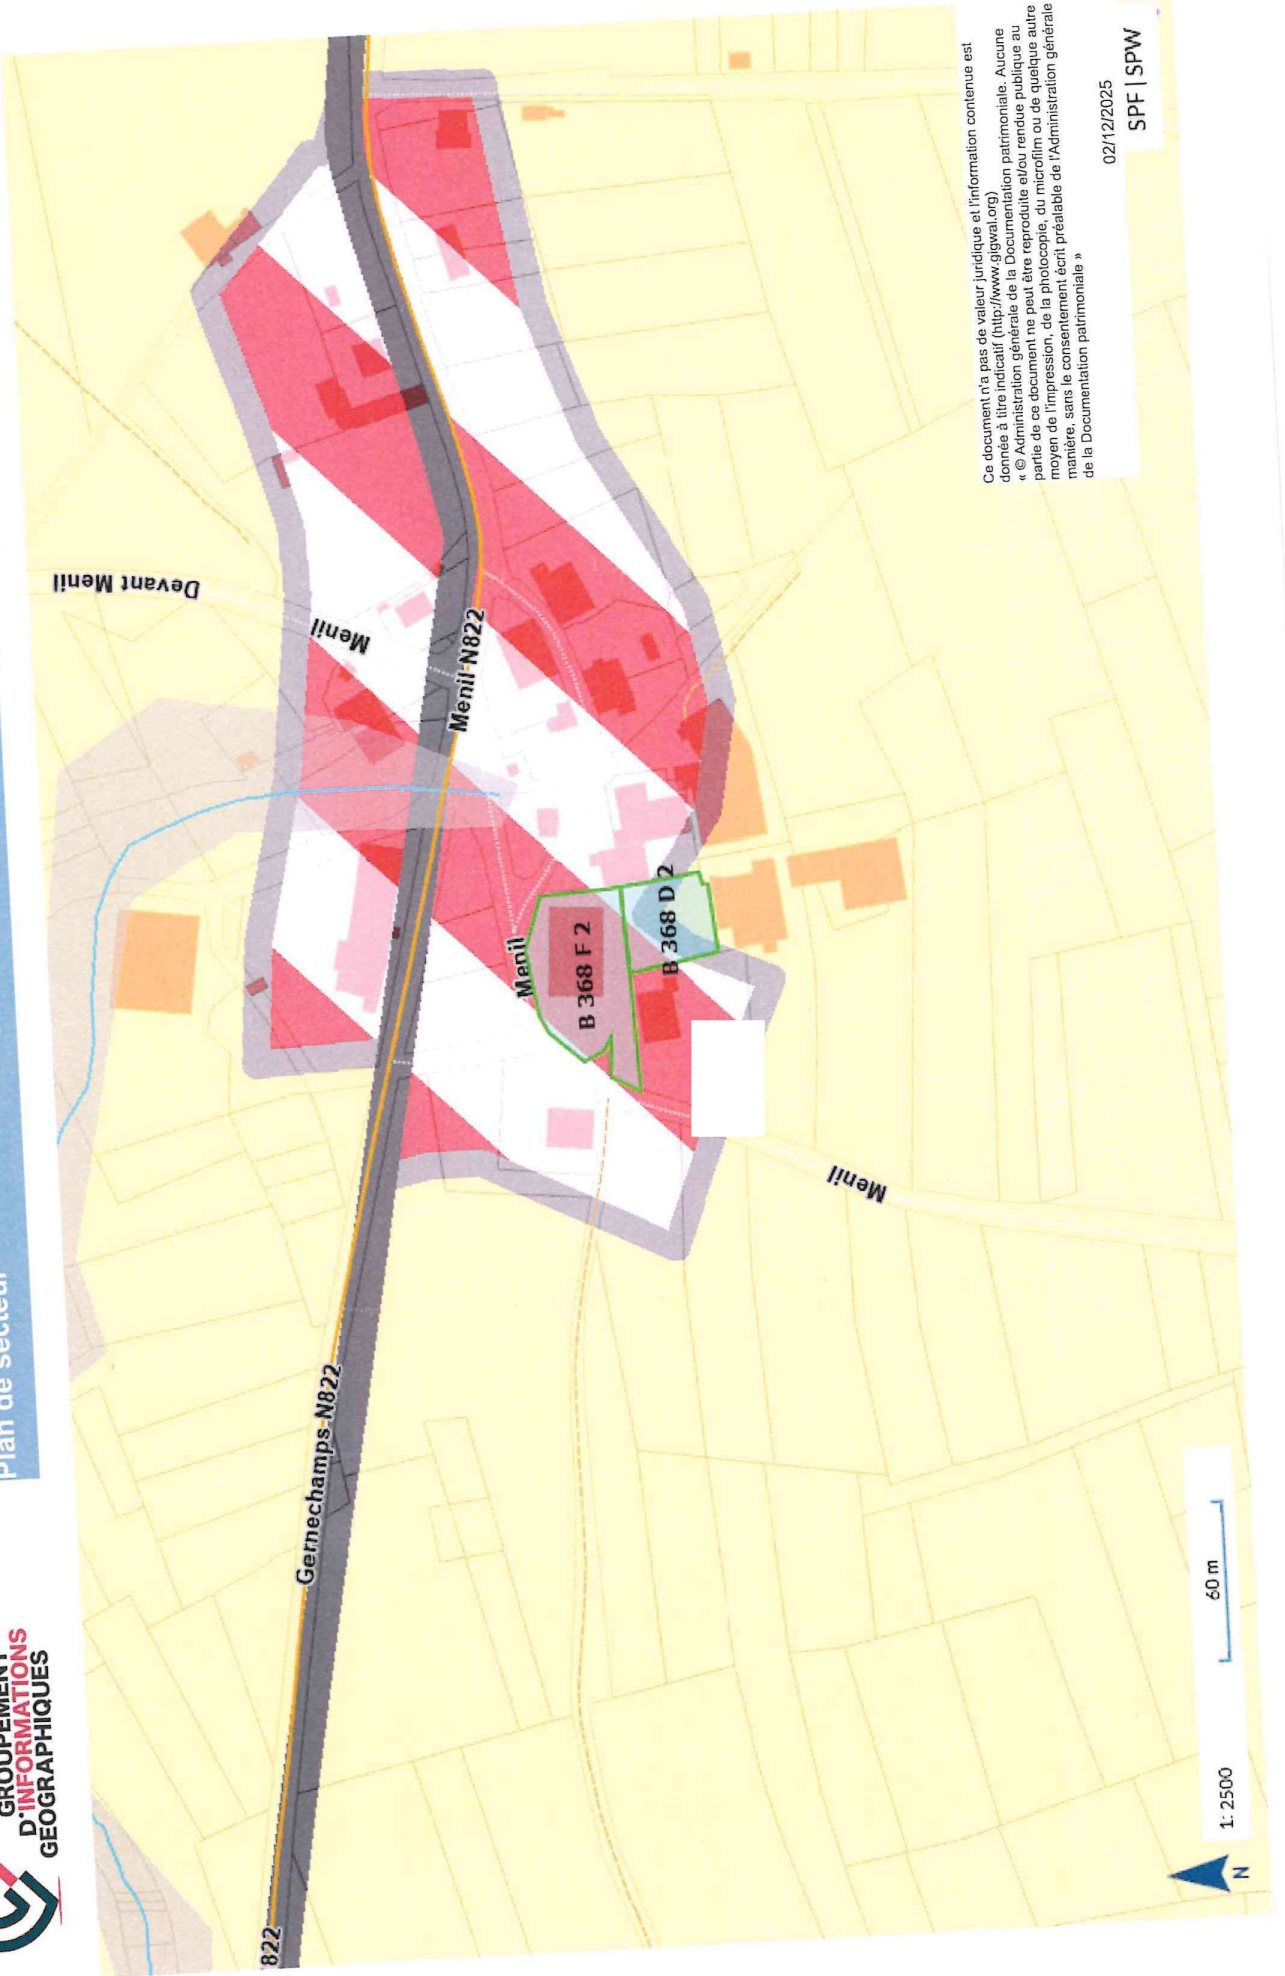 GROUPEMENT
D'INFORMATIONS
GEOGRAPHIQUES
Plan de secteur
822
Gernechamps-N822
Menil-N822
Devant Menil
Menil
Menil
B 368 F 2
B 368 D 2
Menil
1: 2500
60 m
N
Ce document n'a pas de valeur juridique et l'information contenue est
donnée à titre indicatif (http://www.gigwal.org)
« © Administration générale de la Documentation patrimoniale. Aucune
partie de ce document ne peut être reproduite et/ou rendue publique au
moyen de l'impression, de la photocopie, du microfilm ou de quelque autre
manière, sans le consentement écrit préalable de l'Administration générale
de la Documentation patrimoniale »
02/12/2025
SPF | SPW